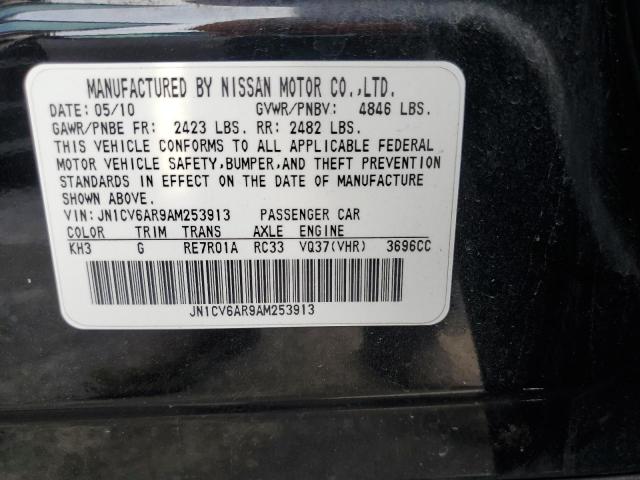 MANUFACTURED BY NISSAN MOTOR CO.,LTD.
DATE: 05/10 GVWR/PNBV: 4846 LBS.
GAWR/PNBE FR: 2423 LBS. RR: 2482 LBS.
THIS VEHICLE CONFORMS TO ALL APPLICABLE FEDERAL
MOTOR VEHICLE SAFETY, BUMPER, AND THEFT PREVENTION
STANDARDS IN EFFECT ON THE DATE OF MANUFACTURE
SHOWN ABOVE.
VIN: JN1CV6AR9AM253913 PASSENGER CAR
COLOR TRIM TRANS AXLE ENGINE
KH3 G RE7R01A RC33 VQ37(VHR) 3696CC
JN1CV6AR9AM253913